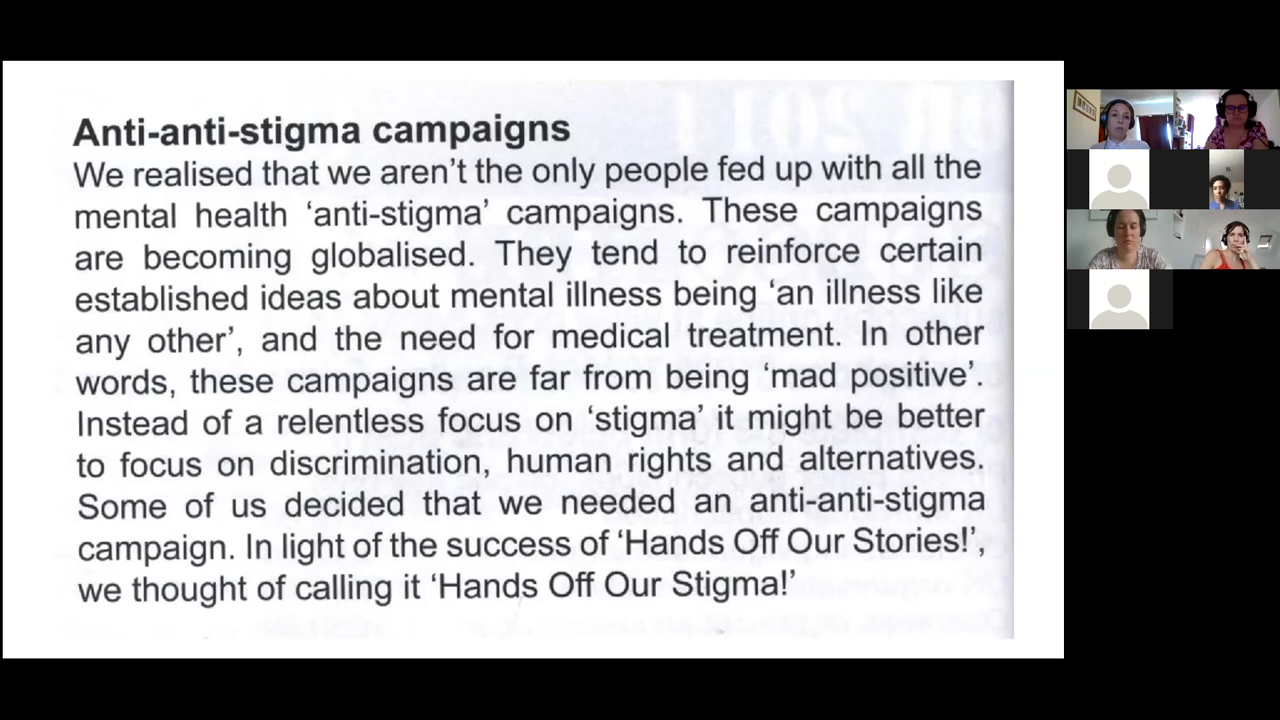 Anti-anti-stigma campaigns
We realised that we aren’t the only people fed up with all the
mental health ‘anti-stigma’ campaigns. These campaigns
are becoming globalised. They tend to reinforce certain
established ideas about mental illness being ‘an illness like
any other’, and the need for medical treatment. In other
words, these campaigns are far from being ‘mad positive’.
Instead of a relentless focus on ‘stigma’ it might be better
to focus on discrimination, human rights and alternatives.
Some of us decided that we needed an anti-anti-stigma
campaign. In light of the success of ‘Hands Off Our Stories!’,
we thought of calling it ‘Hands Off Our Stigma!’